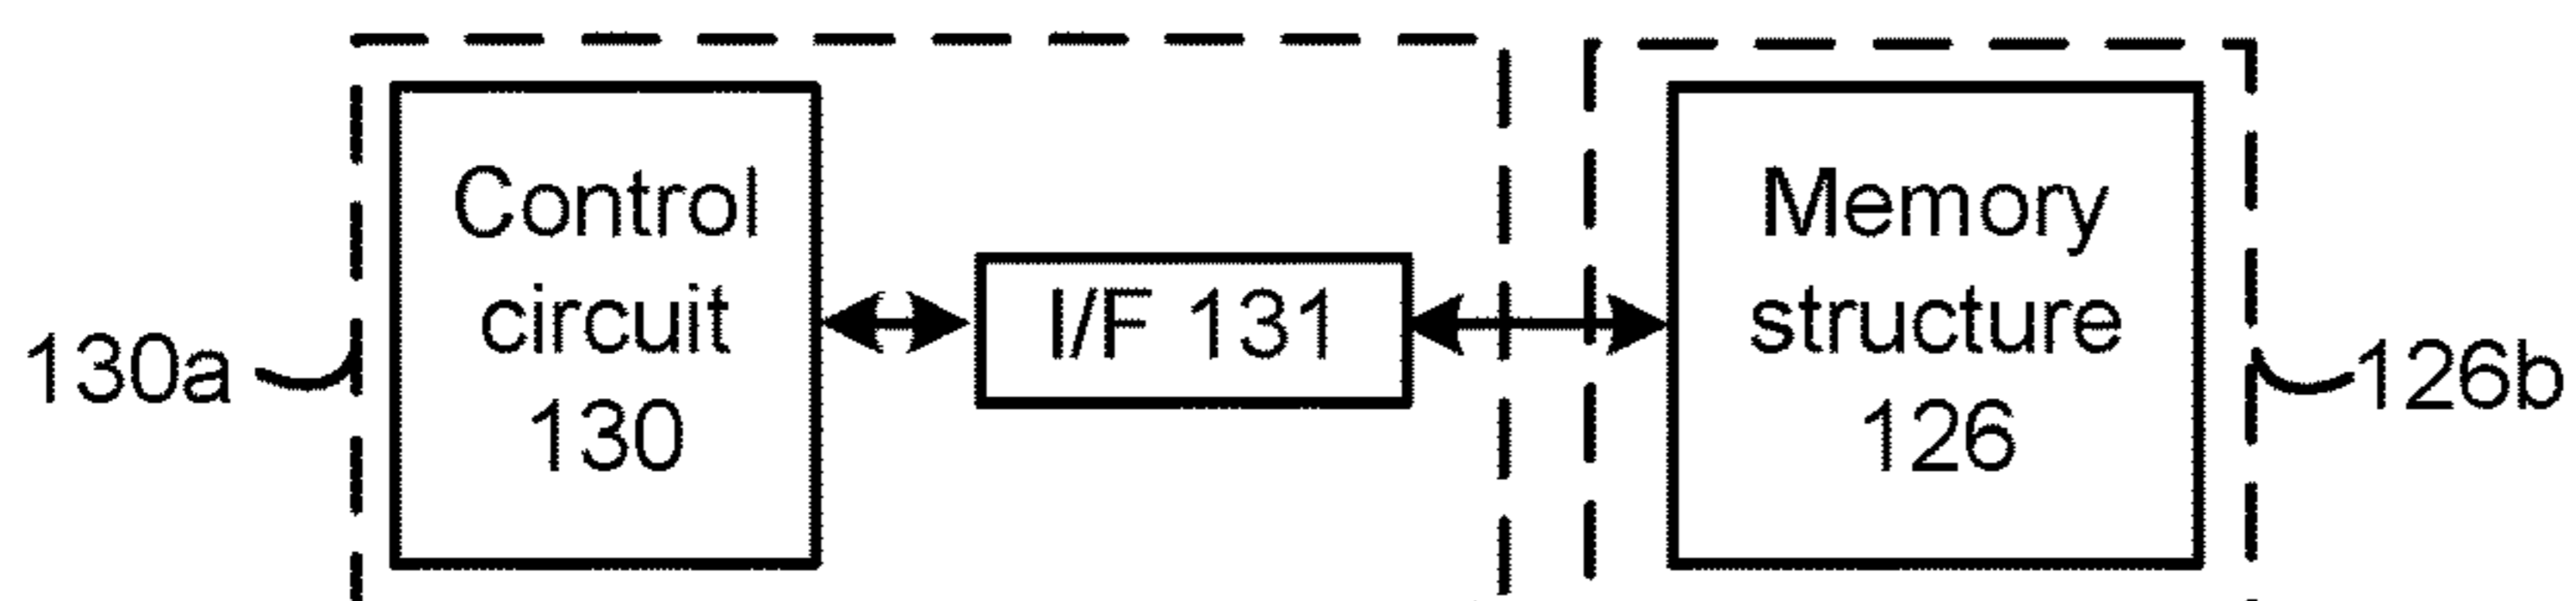 130a
Control
circuit
130
I/F 131
Memory
structure
126
126b